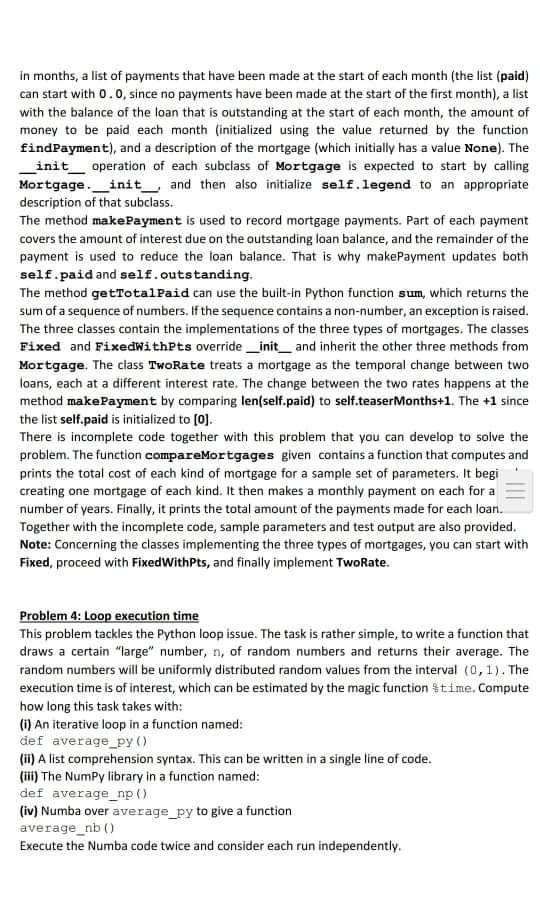 in months, a list of payments that have been made at the start of each month (the list (paid)
can start with 0.0, since no payments have been made at the start of the first month), a list
with the balance of the loan that is outstanding at the start of each month, the amount of
money to be paid each month (initialized using the value returned by the function
findPayment), and a description of the mortgage (which initially has a value None). The
__init__ operation of each subclass of Mortgage is expected to start by calling
Mortgage.__init__, and then also initialize self.legend to an appropriate
description of that subclass.
The method makePayment is used to record mortgage payments. Part of each payment
covers the amount of interest due on the outstanding loan balance, and the remainder of the
payment is used to reduce the loan balance. That is why makePayment updates both
self.paid and self.outstanding.
The method getTotalPaid can use the built-in Python function sum, which returns the
sum of a sequence of numbers. If the sequence contains a non-number, an exception is raised.
The three classes contain the implementations of the three types of mortgages. The classes
Fixed and FixedWithPts override __init__ and inherit the other three methods from
Mortgage. The class TwoRate treats a mortgage as the temporal change between two
loans, each at a different interest rate. The change between the two rates happens at the
method makePayment by comparing len(self.paid) to self.teaserMonths+1. The +1 since
the list self.paid is initialized to [0].
There is incomplete code together with this problem that you can develop to solve the
problem. The function compareMortgages given contains a function that computes and
prints the total cost of each kind of mortgage for a sample set of parameters. It begi
creating one mortgage of each kind. It then makes a monthly payment on each for a
number of years. Finally, it prints the total amount of the payments made for each loan.
Together with the incomplete code, sample parameters and test output are also provided.
Note: Concerning the classes implementing the three types of mortgages, you can start with
Fixed, proceed with FixedWithPts, and finally implement TwoRate.
Problem 4: Loop execution time
This problem tackles the Python loop issue. The task is rather simple, to write a function that
draws a certain "large" number, n, of random numbers and returns their average. The
random numbers will be uniformly distributed random values from the interval (0,1). The
execution time is of interest, which can be estimated by the magic function %time. Compute
how long this task takes with:
(i) An iterative loop in a function named:
def average_py()
(ii) A list comprehension syntax. This can be written in a single line of code.
(iii) The NumPy library in a function named:
def average_np()
(iv) Numba over average_py to give a function
average_nb()
Execute the Numba code twice and consider each run independently.